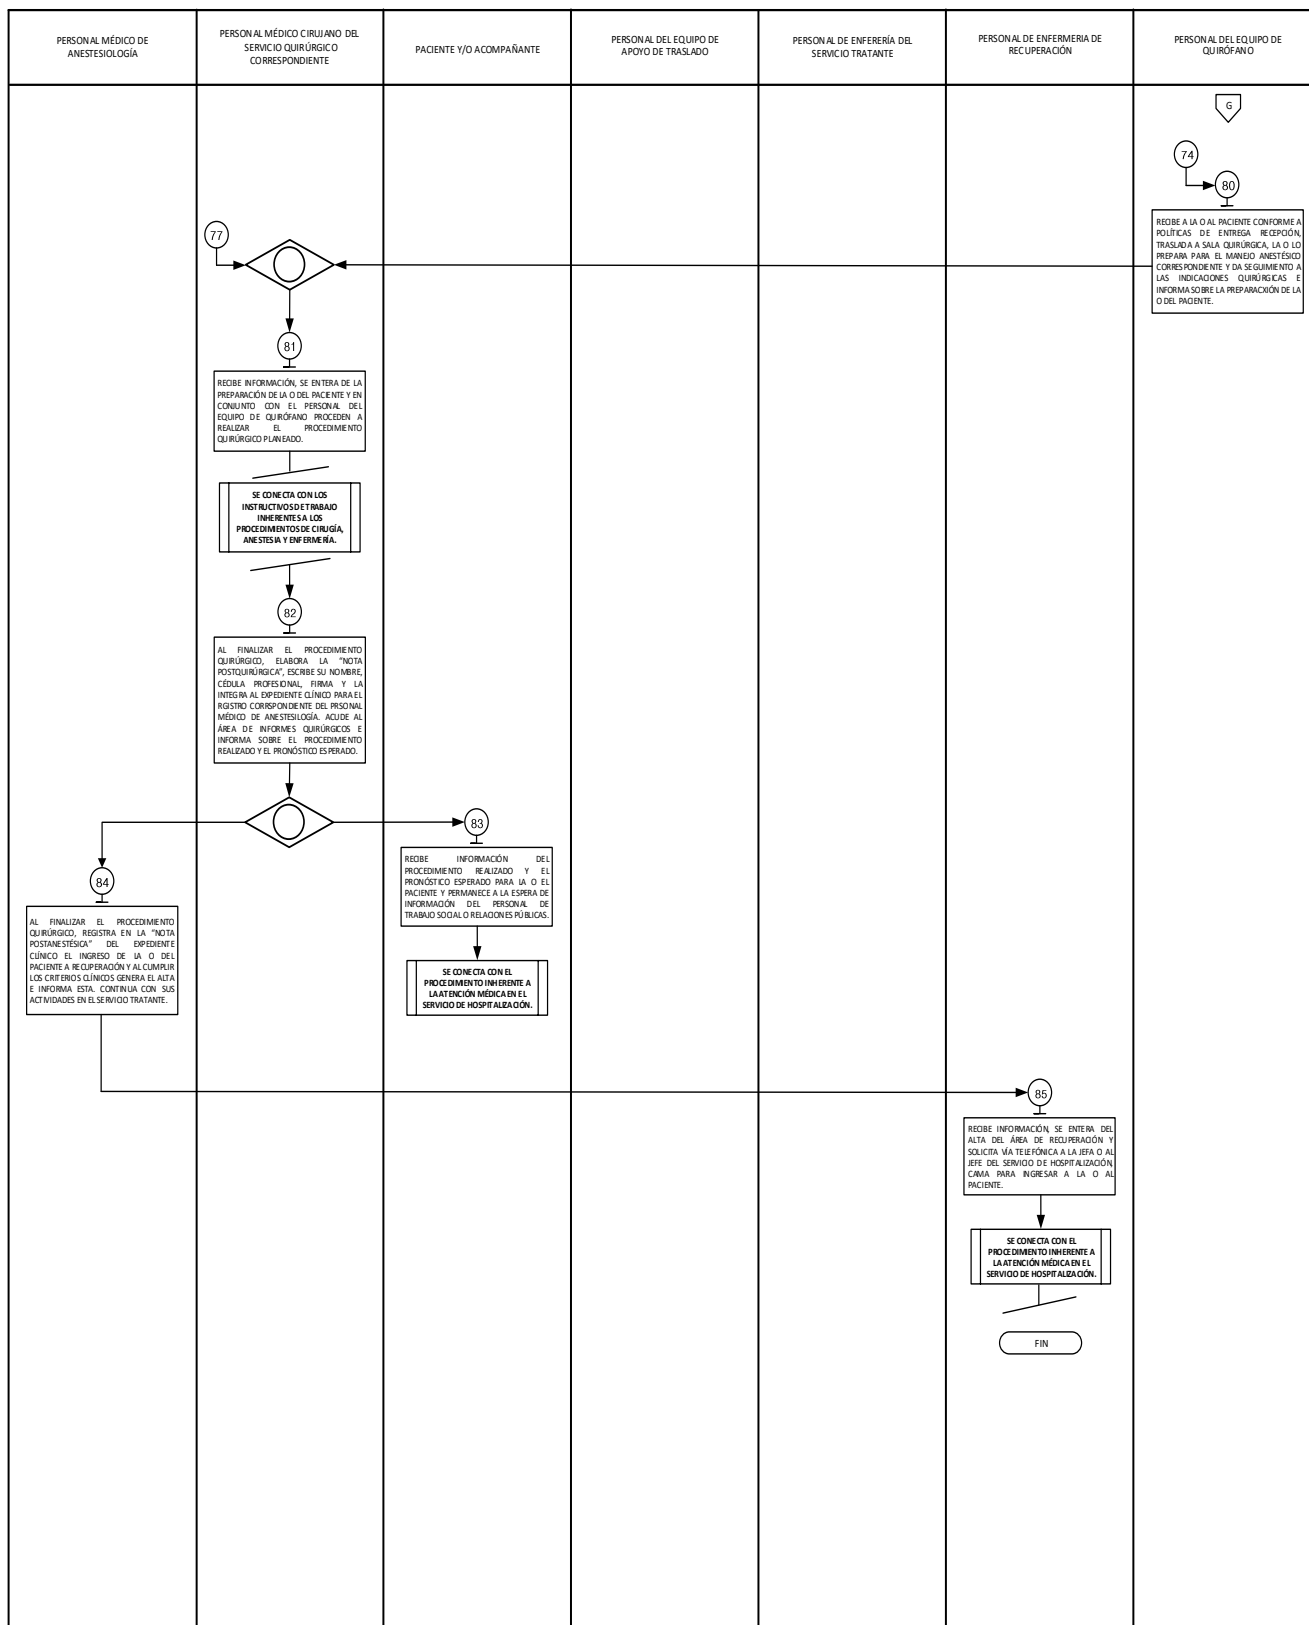 PERSONAL MÉDICO DE
ANESTESIOLOGÍA
PERSONAL MÉDICO CIRUJANO DEL
SERVICIO QUIRÚRGICO
CORRESPONDIENTE
PACIENTE Y/O ACOMPAÑANTE
PERSONAL DEL EQUIPO DE
APOYO DE TRASLADO
PERSONAL DE ENFERERÍA DEL
SERVICIO TRATANTE
PERSONAL DE ENFERMERIA DE
RECUPERACIÓN
PERSONAL DEL EQUIPO DE
QUIRÓFANO
G
74
80
RECIBE A LA O AL PACIENTE CONFORME A
POLÍTICAS DE ENTREGA RECEPCIÓN,
TRASLADA A SALA QUIRÚRGICA, LA O LO
PREPARA PARA EL MANEJO ANESTÉSICO
CORRESPONDIENTE Y DA SEGUIMIENTO A
LAS INDICACIONES QUIRÚRGICAS E
INFORMA SOBRE LA PREPARACXIÓN DE LA
O DEL PACIENTE.
77
81
RECIBE INFORMACIÓN, SE ENTERA DE LA
PREPARACIÓN DE LA O DEL PACIENTE Y EN
CONJUNTO CON EL PERSONAL DEL
EQUIPO DE QUIRÓFANO PROCEDEN A
REALIZAR EL PROCEDIMIENTO
QUIRÚRGICO PLANEADO.
SE CONECTA CON LOS
INSTRUCTIVOS DE TRABAJO
INHERENTES A LOS
PROCEDIMIENTOS DE CIRUGÍA,
ANESTESIA Y ENFERMERÍA.
82
AL FINALIZAR EL PROCEDIMIENTO
QUIRÚRGICO, ELABORA LA "NOTA
POSTQUIRÚRGICA", ESCRIBE SU NOMBRE,
CÉDULA PROFESIONAL, FIRMA Y LA
INTEGRA AL EXPEDIENTE CLÍNICO PARA EL
RGISTRO CORRSPONDIENTE DEL PRSONAL
MÉDICO DE ANESTESILOGÍA. ACUDE AL
ÁREA DE INFORMES QUIRÚRGICOS E
INFORMA SOBRE EL PROCEDIMIENTO
REALIZADO Y EL PRONÓSTICO ESPERADO.
83
RECIBE INFORMACIÓN DEL
PROCEDIMIENTO REALIZADO Y EL
PRONÓSTICO ESPERADO PARA LA O EL
PACIENTE Y PERMANECE A LA ESPERA DE
INFORMACIÓN DEL PERSONAL DE
TRABAJO SOCIAL O RELACIONES PÚBLICAS.
SE CONECTA CON EL
PROCEDIMIENTO INHERENTE A
LA ATENCIÓN MÉDICA EN EL
SERVICIO DE HOSPITALIZACIÓN.
84
AL FINALIZAR EL PROCEDIMIENTO
QUIRÚRGICO, REGISTRA EN LA "NOTA
POSTANESTÉSICA" DEL EXPEDIENTE
CLÍNICO EL INGRESO DE LA O DEL
PACIENTE A RECUPERACIÓN Y AL CUMPLIR
LOS CRITERIOS CLÍNICOS GENERA EL ALTA
E INFORMA ESTA. CONTINUA CON SUS
ACTIVIDADES EN EL SERVICIO TRATANTE.
85
RECIBE INFORMACIÓN, SE ENTERA DEL
ALTA DEL ÁREA DE RECUPERACIÓN Y
SOLICITA VÍA TELEFÓNICA A LA JEFA O AL
JEFE DEL SERVICIO DE HOSPITALIZACIÓN,
CAMA PARA INGRESAR A LA O AL
PACIENTE.
SE CONECTA CON EL
PROCEDIMIENTO INHERENTE A
LA ATENCIÓN MÉDICA EN EL
SERVICIO DE HOSPITALIZACIÓN.
FIN